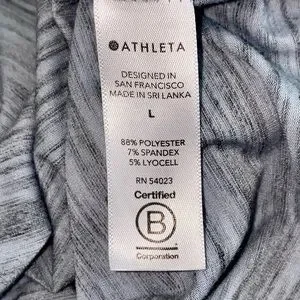 ATHLETA
DESIGNED IN
SAN FRANCISCO
MADE IN SRI LANKA
L
88% POLYESTER
7% SPANDEX
5% LYOCELL
RN 54023
Certified
B
Corporation